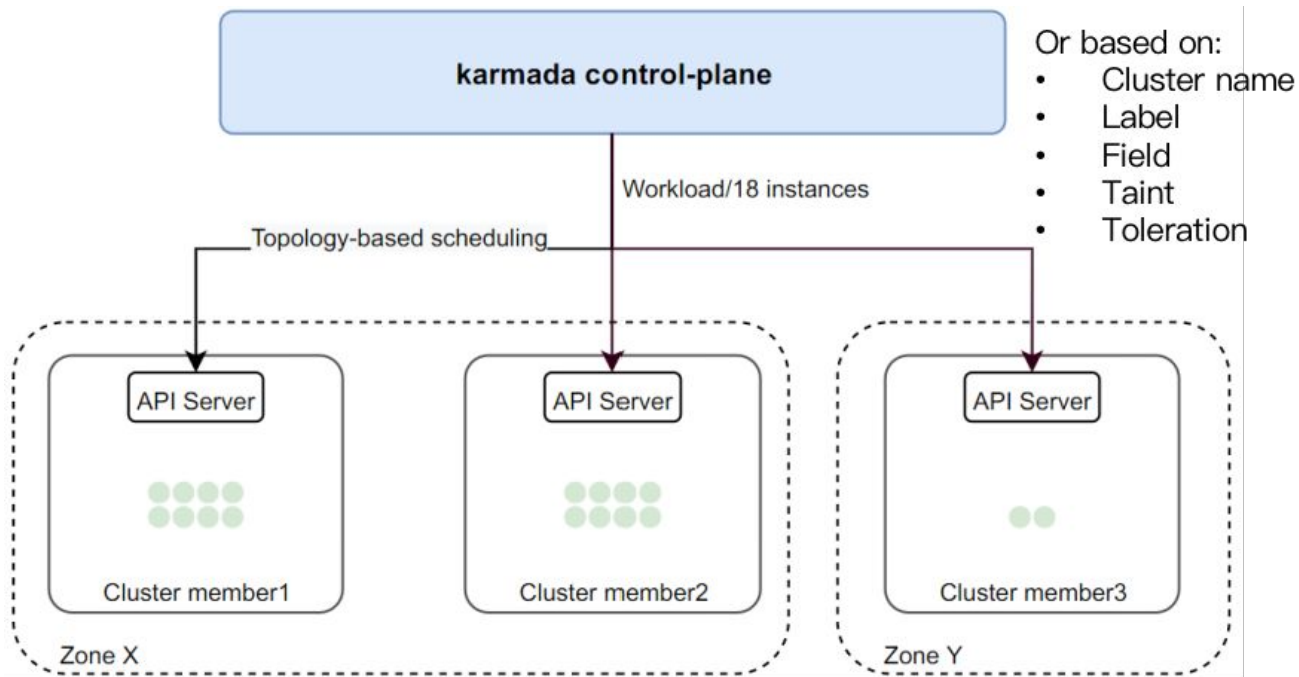 karmada control-plane
Or based on:
• Cluster name
• Label
• Field
• Taint
• Toleration
Workload/18 instances
Topology-based scheduling
API Server
API Server
API Server
Cluster member1
Cluster member2
Cluster member3
Zone X
Zone Y